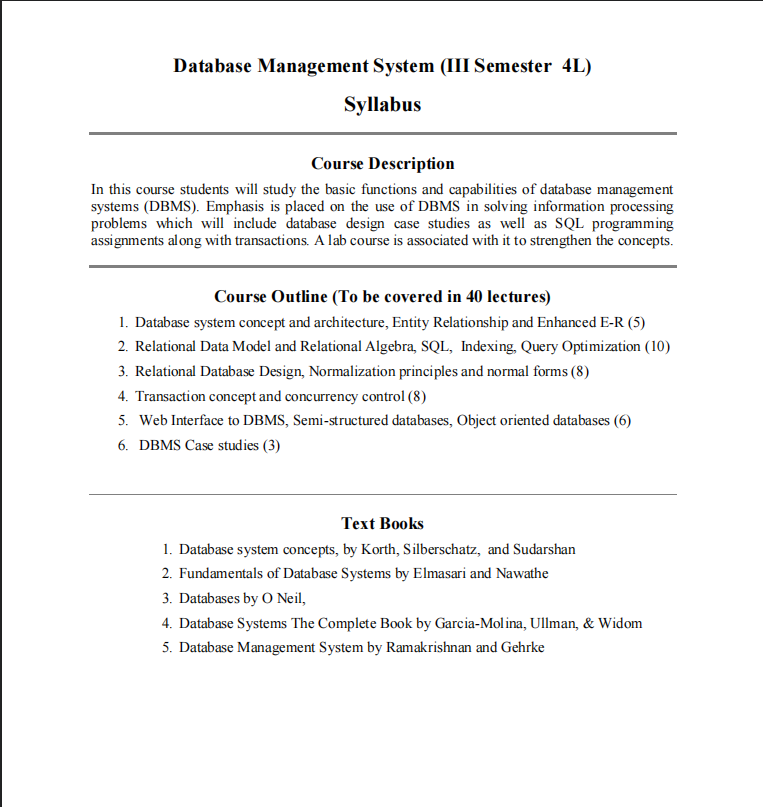 Database Management System (III Semester 4L)
Syllabus
Course Description
In this course students will study the basic functions and capabilities of database management
systems (DBMS). Emphasis is placed on the use of DBMS in solving information processing
problems which will include database design case studies as well as SQL programming
assignments along with transactions. A lab course is associated with it to strengthen the concepts.
Course Outline (To be covered in 40 lectures)
1. Database system concept and architecture, Entity Relationship and Enhanced E-R (5)
2. Relational Data Model and Relational Algebra, SQL, Indexing, Query Optimization (10)
3. Relational Database Design, Normalization principles and normal forms (8)
4. Transaction concept and concurrency control (8)
5. Web Interface to DBMS, Semi-structured databases, Object oriented databases (6)
6. DBMS Case studies (3)
Text Books
1. Database system concepts, by Korth, Silberschatz, and Sudarshan
2. Fundamentals of Database Systems by Elmasari and Nawathe
3. Databases by O Neil,
4. Database Systems The Complete Book by Garcia-Molina, Ullman, & Widom
5. Database Management System by Ramakrishnan and Gehrke